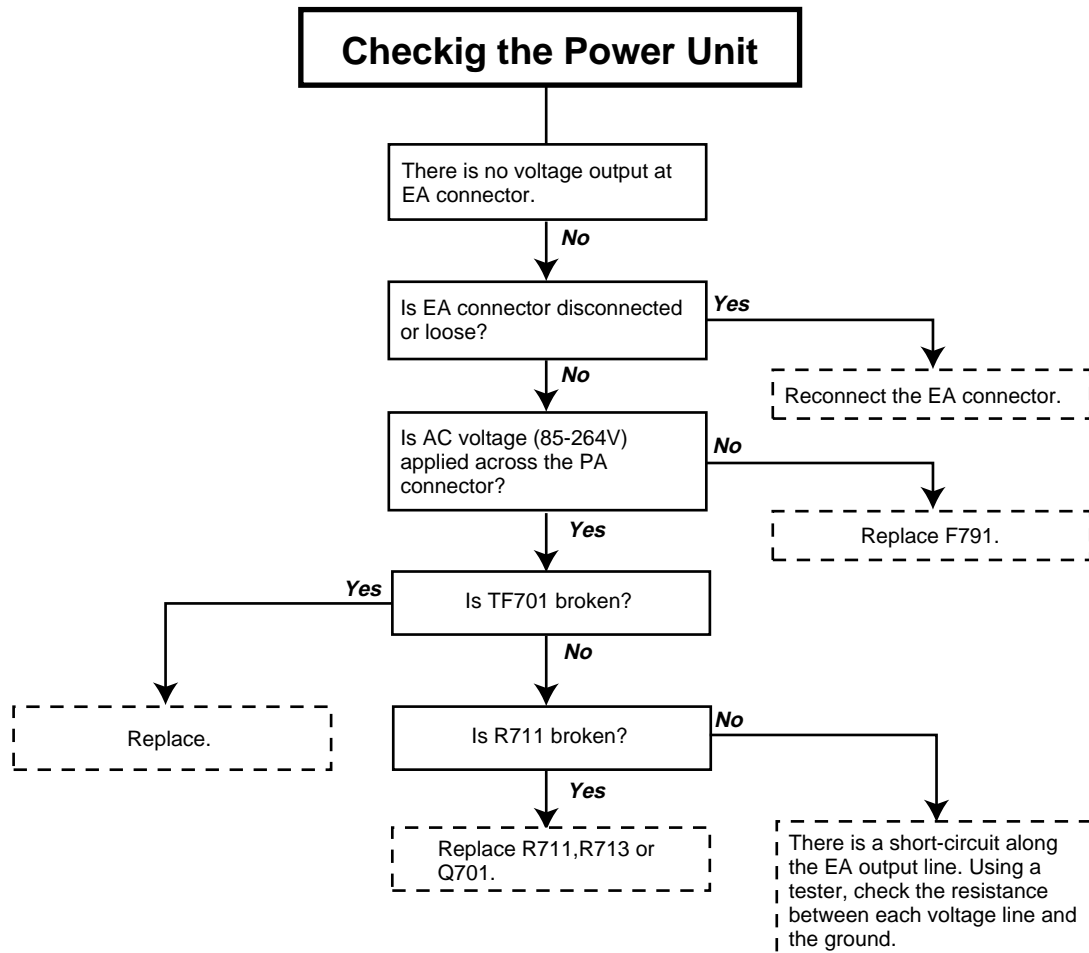 Checkig the Power Unit
There is no voltage output at
EA connector.
No
Is EA connector disconnected
or loose?
Yes
No
Reconnect the EA connector.
Is AC voltage (85-264V)
applied across the PA
connector?
No
Yes
Replace F791.
Yes
Is TF701 broken?
No
Replace.
Is R711 broken?
No
Yes
Replace R711,R713 or
Q701.
There is a short-circuit along
the EA output line. Using a
tester, check the resistance
between each voltage line and
the ground.